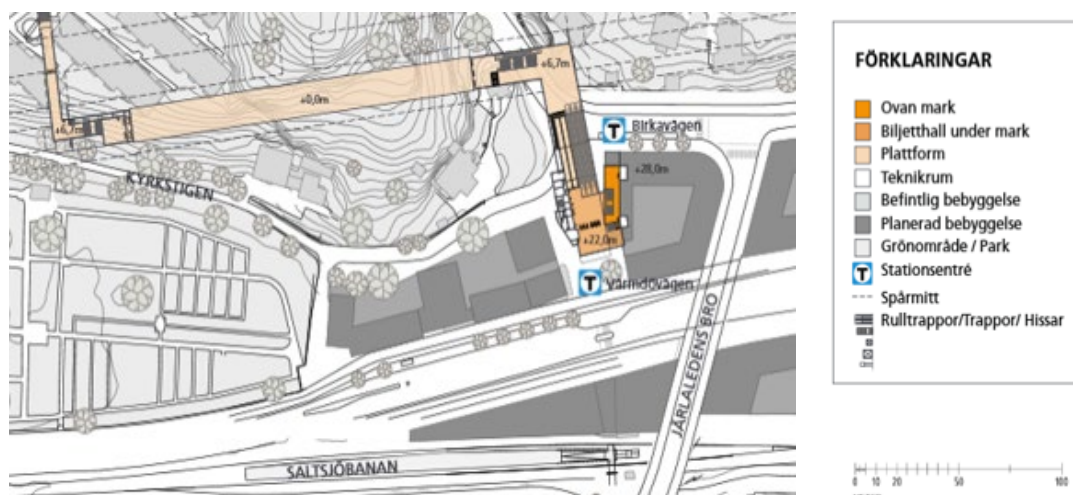 +6,7m
+0,0m
+6,7m
Birkavägen
KYRKSTIGEN
+28,0m
+22,0m
Värmdövägen
JÄRLALEDENS BRO
SALTSJÖBANAN
FÖRKLARINGAR
Ovan mark
Biljetthall under mark
Plattform
Teknikrum
Befintlig bebyggelse
Planerad bebyggelse
Grönområde / Park
Stationsentré
Spårmitt
Rulltrappor/Trappor/ Hissar
0 5 10 20 50 100